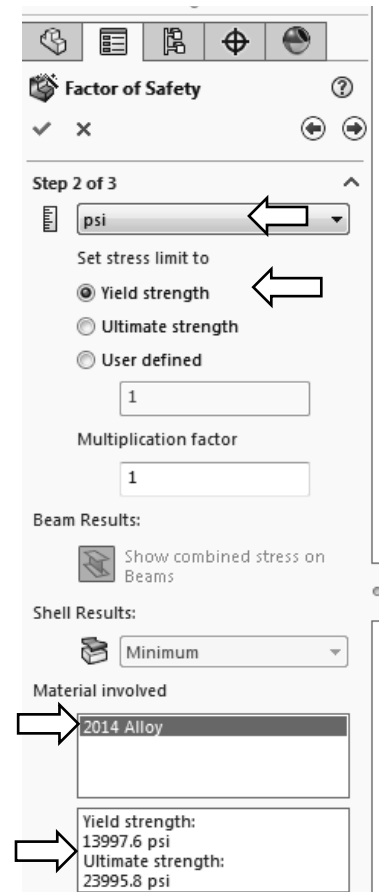 Factor of Safety
Step 2 of 3
psi
Set stress limit to
Yield strength
Ultimate strength
User defined
1
Multiplication factor
1
Beam Results:
Show combined stress on
Beams
Shell Results:
Minimum
Material involved
2014 Alloy
Yield strength:
13997.6 psi
Ultimate strength:
23995.8 psi